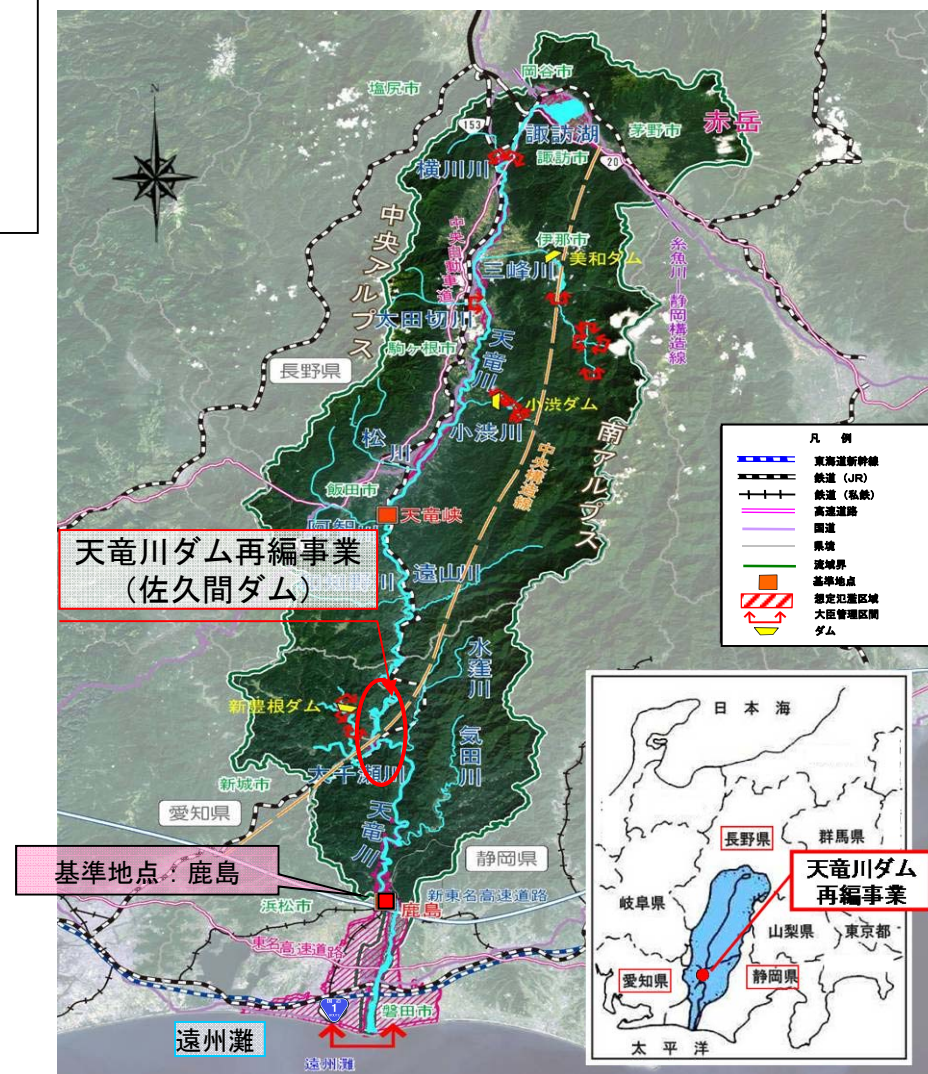 岡谷市
塩尻市
N
153
諏訪湖
茅野市
赤岳
20
諏訪市
横川川
中央アルプス
中央自動車道
伊那市
美和ダム
三峰川
糸魚川―静岡構造線
太田切川
駒ヶ根市
天竜川
長野県
小渋ダム
小渋川
南アルプス
松川
中央構造線
飯田市
天竜峡
天竜川ダム再編事業
(佐久間ダム)
遠山川
水窪川
新豊根ダム
気田川
大千瀬川
新城市
愛知県
天竜川
静岡県
基準地点：鹿島
新東名高速道路
浜松市
鹿島
東名高速道路
1
磐田市
遠州灘
遠州灘
凡 例
東海道新幹線
鉄道（JR）
鉄道（私鉄）
高速道路
国道
県境
流域界
基準地点
想定氾濫区域
大臣管理区間
ダム
日本海
長野県
群馬県
天竜川ダム
再編事業
岐阜県
山梨県
東京都
愛知県
静岡県
太平洋